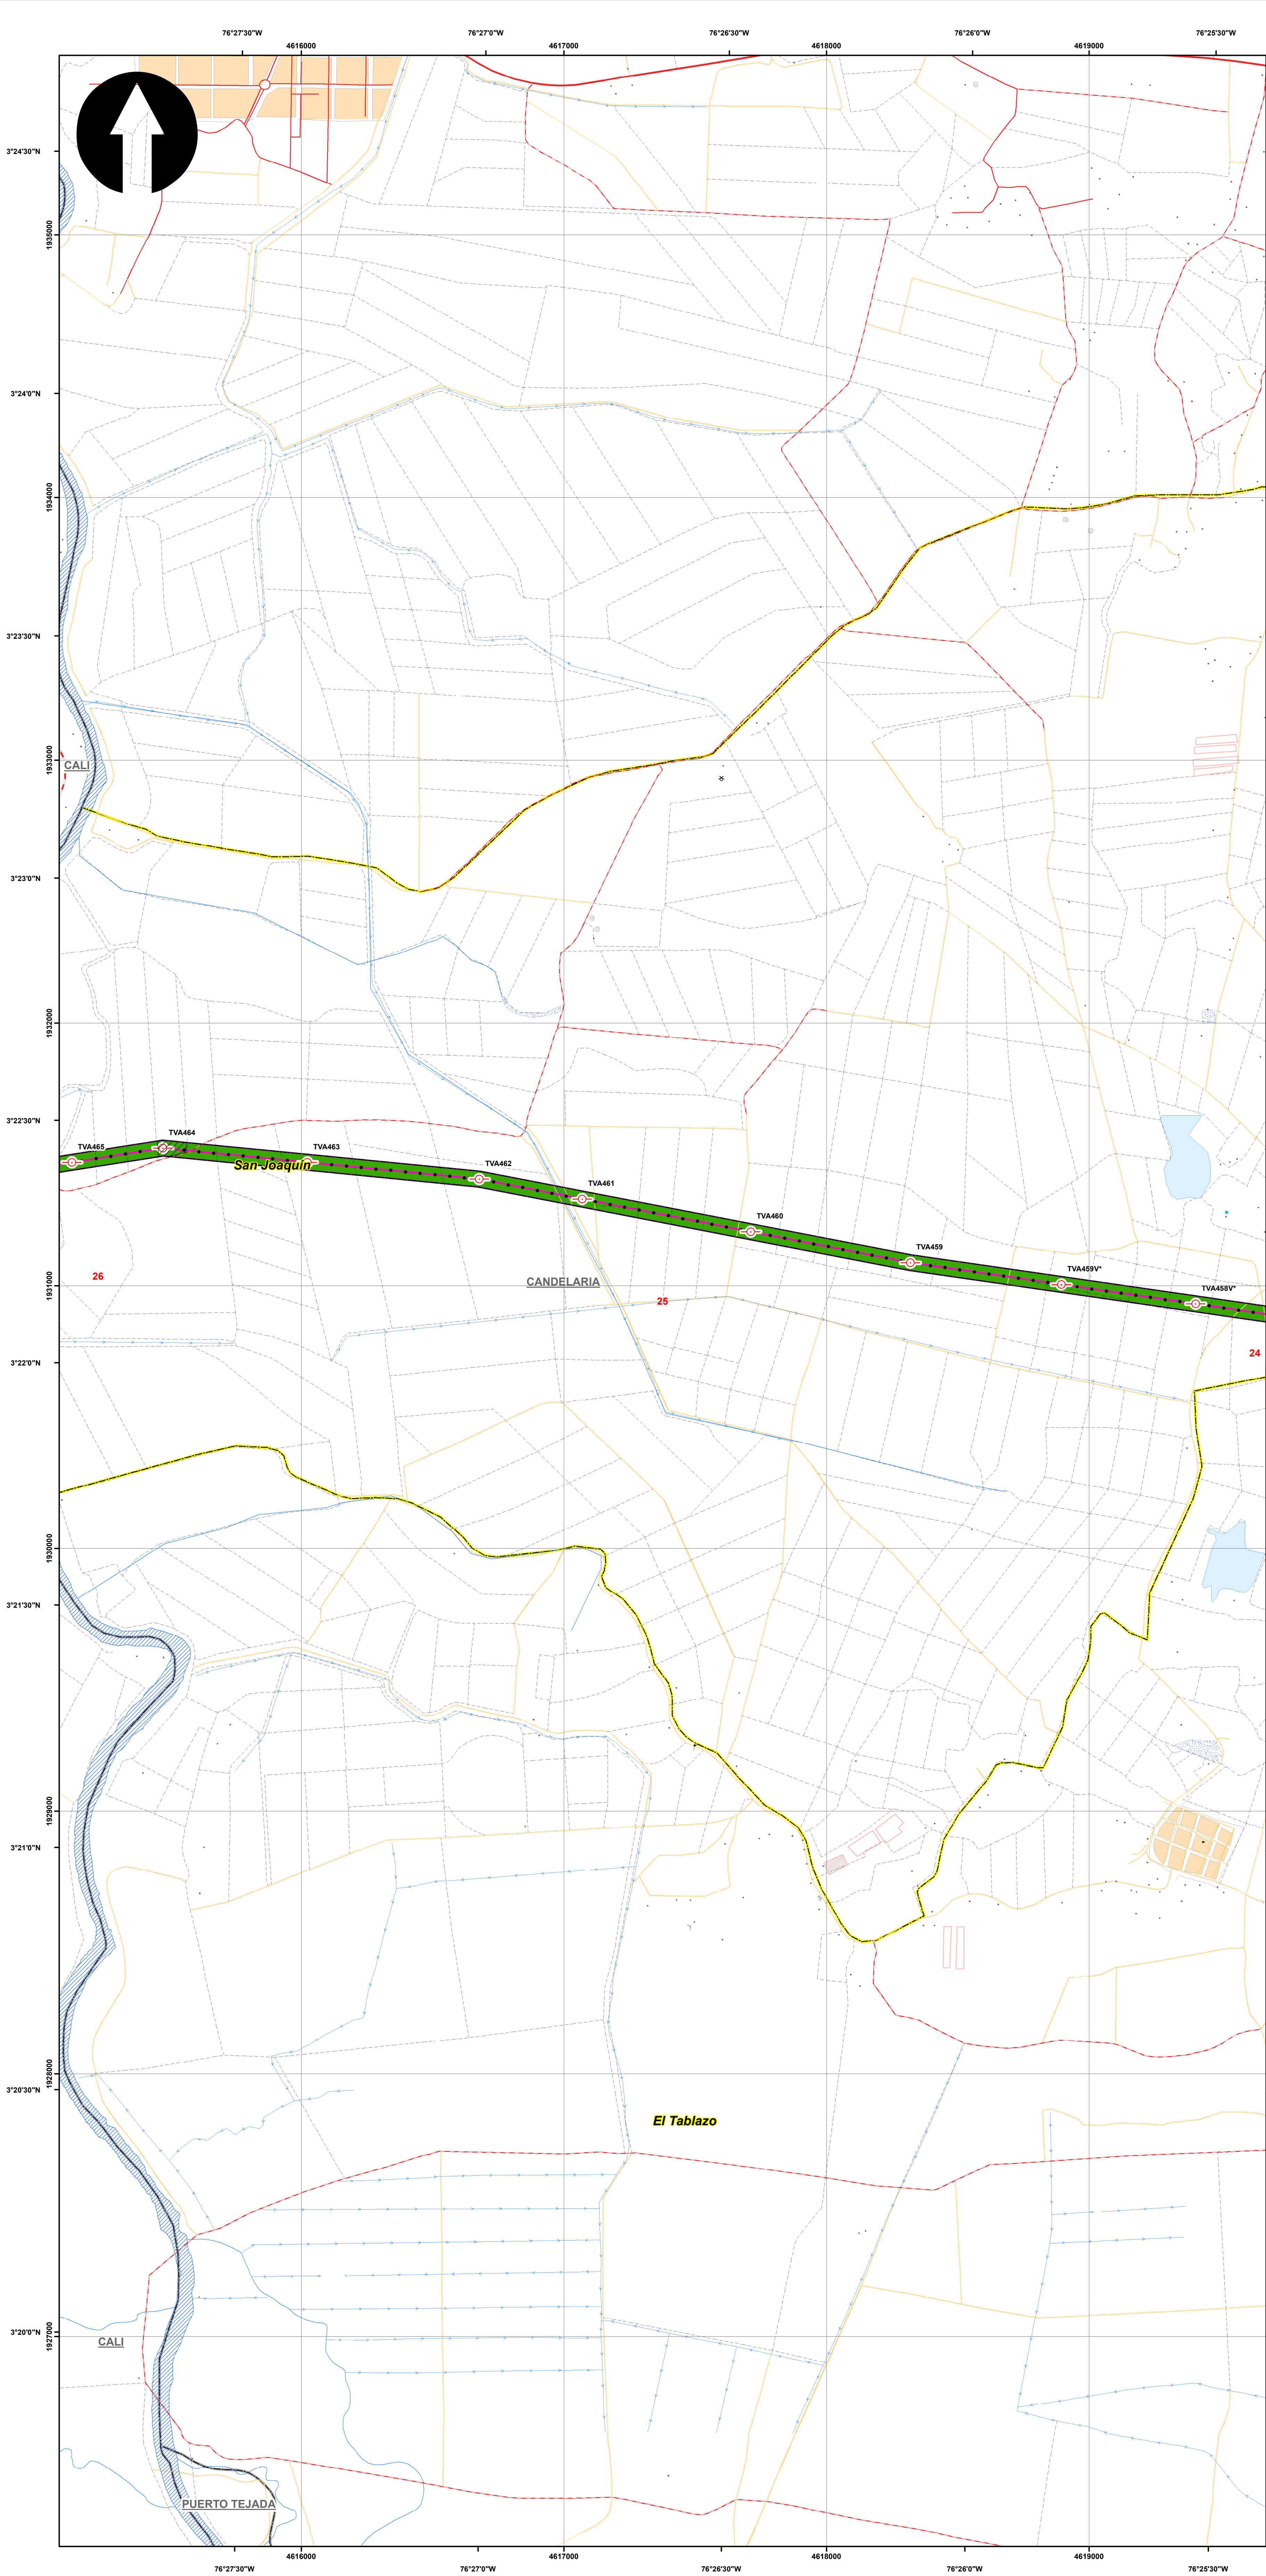 76°27'30"W 4616000 76°27'0"W 4617000 76°26'30"W 4618000 76°26'0"W 4619000 76°25'30"W
3°24'30"N
1935000
3°24'0"N
1934000
3°23'30"N
1933000
CALI
3°23'0"N
1932000
3°22'30"N
TVA465
TVA464
TVA463
San Joaquín
TVA462
TVA461
TVA460
TVA459
TVA459V*
TVA458V*
26
1931000
CANDELARIA
25
24
3°22'0"N
1930000
3°21'30"N
1929000
3°21'0"N
1928000
3°20'30"N
El Tablazo
3°20'0"N
1927000
CALI
PUERTO TEJADA
76°27'30"W 4616000 76°27'0"W 4617000 76°26'30"W 4618000 76°26'0"W 4619000 76°25'30"W